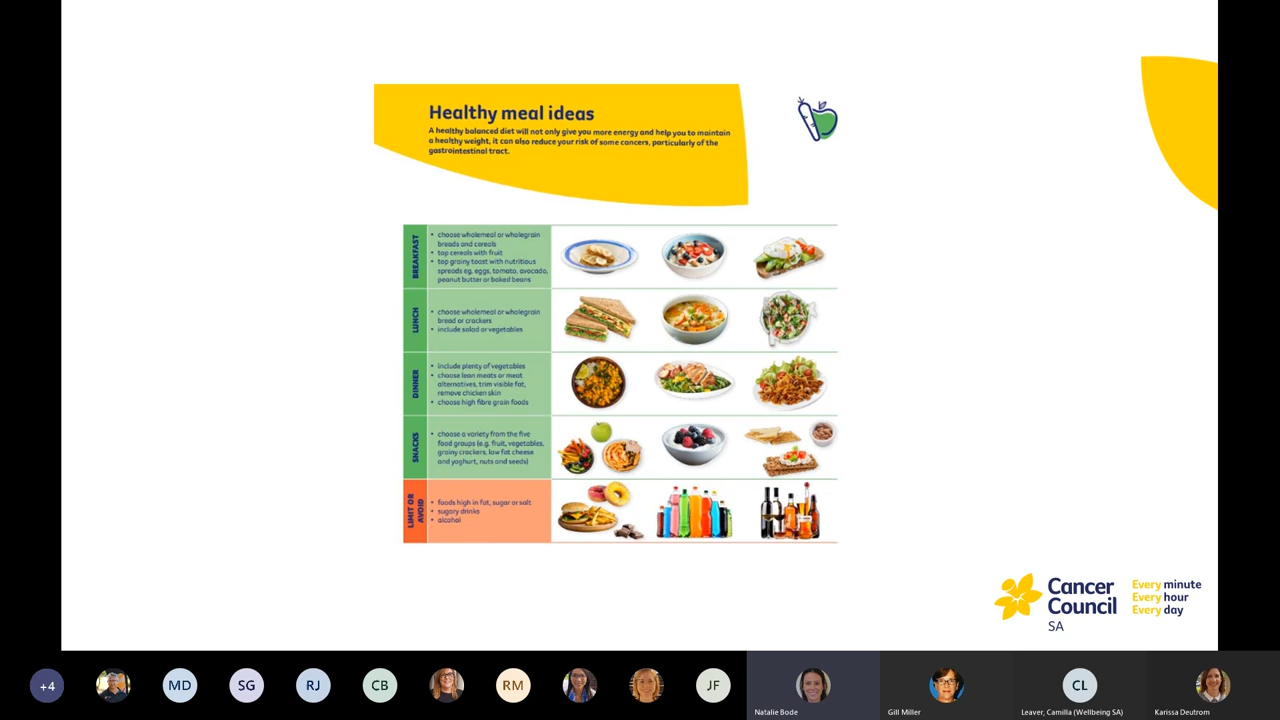 Healthy meal ideas
A healthy balanced diet will not only give you more energy and help you to maintain
a healthy weight, it can also reduce your risk of some cancers, particularly of the
gastrointestinal tract.
BREAKFAST
• choose wholemeal or wholegrain
breads and cereals
• top cereals with fruit
• top grainy toast with nutritious
spreads eg, eggs, tomato, avocado,
peanut butter or baked beans
LUNCH
• choose wholemeal or wholegrain
bread or crackers
• include salad or vegetables
DINNER
• include plenty of vegetables
• choose lean meats or meat
alternatives, trim visible fat,
remove chicken skin
• choose high fibre grain foods
SNACKS
• choose a variety from the five
food groups (e.g. fruit, vegetables,
grainy crackers, low fat cheese
and yoghurt, nuts and seeds)
LIMIT OR
AVOID
• foods high in fat, sugar or salt
• sugary drinks
• alcohol
Cancer
Council
SA
Every minute
Every hour
Every day
+4
MD
SG
RJ
CB
RM
JF
Natalie Bode
Gill Miller
CL
Leaver, Camilla (Wellbeing SA)
Karissa Deutrom